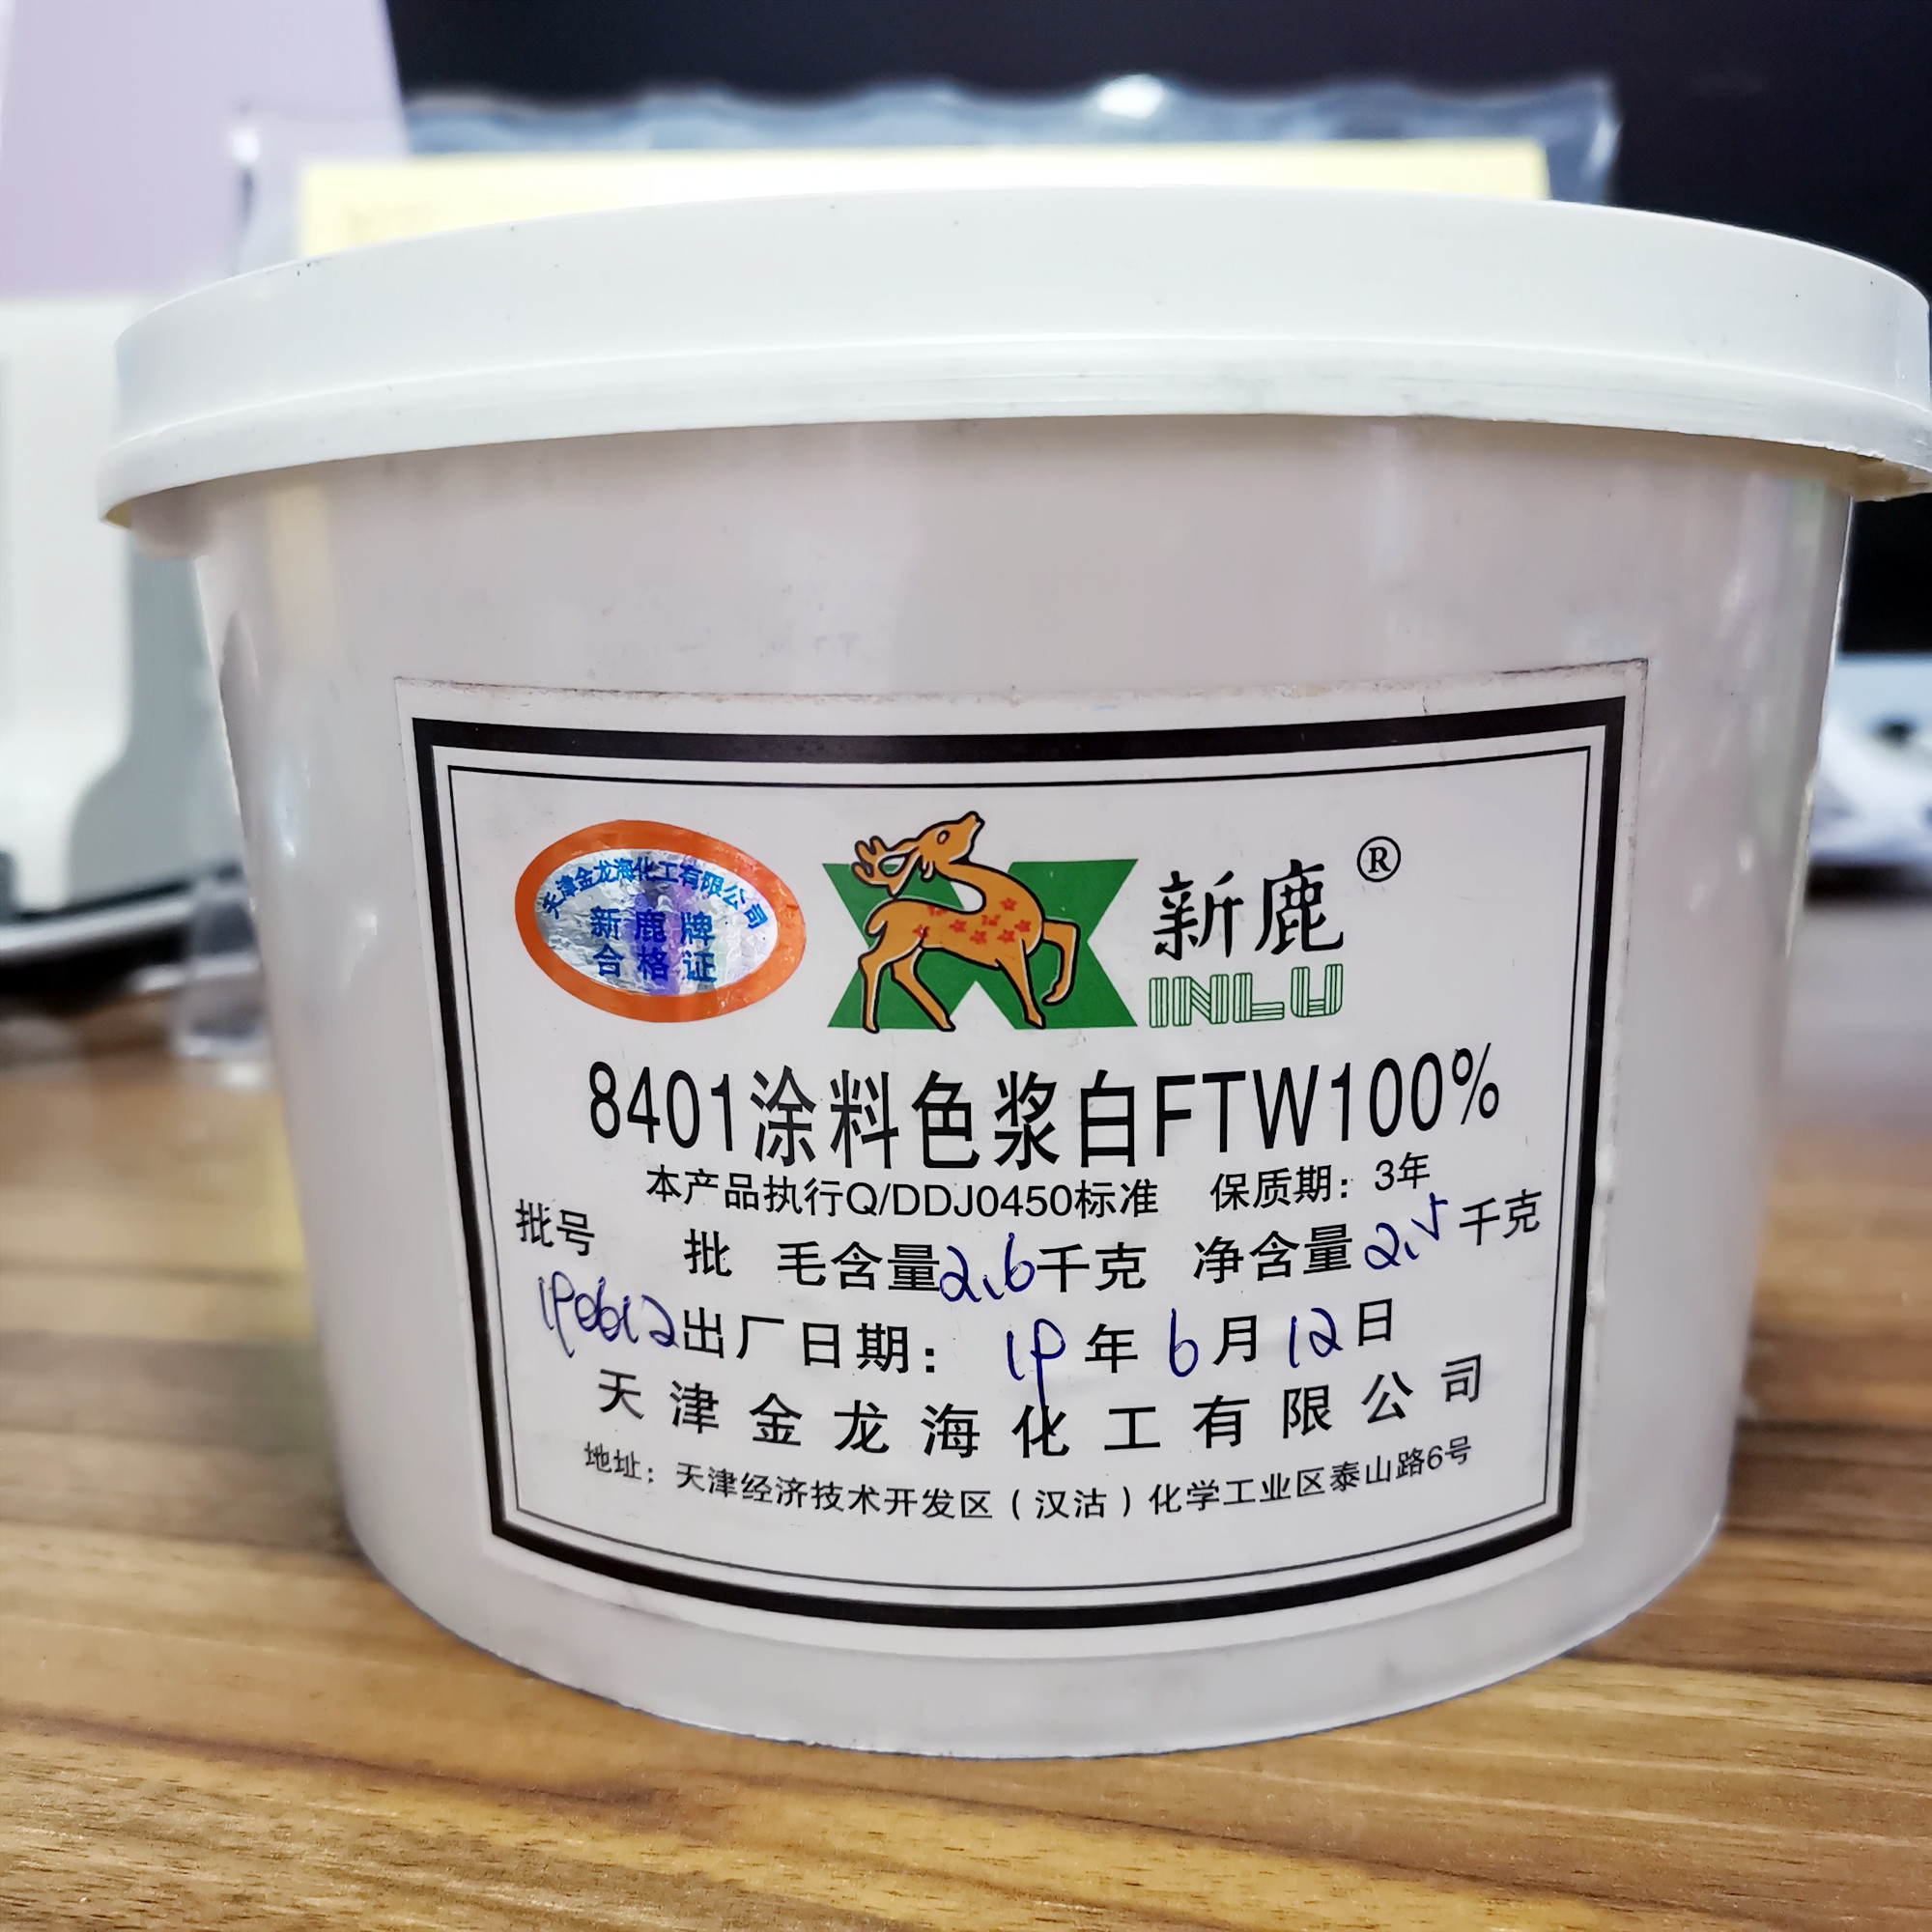 天津金龙海化工有限公司
新鹿牌
合格证
新鹿®
XINLU
8401涂料色浆白FTW100%
本产品执行Q/DDJ0450标准 保质期：3年
批号 批 毛含量2.6千克 净含量2.5千克
190612出厂日期： 19年6月12日
天津金龙海化工有限公司
地址：天津经济技术开发区（汉沽）化学工业区泰山路6号